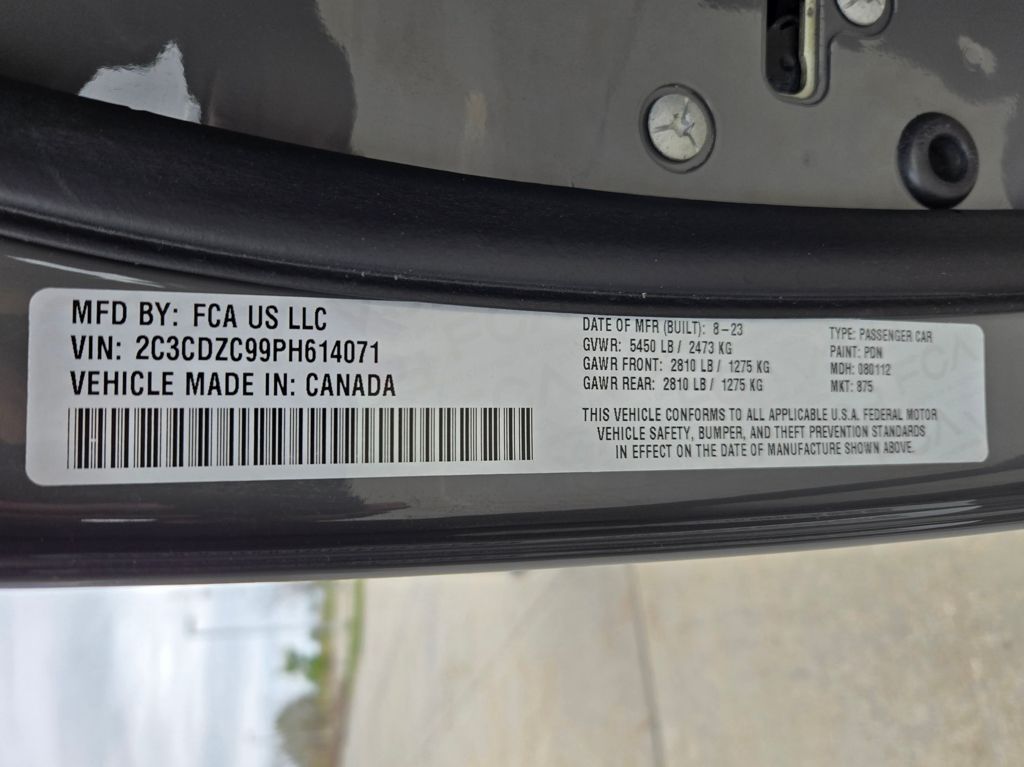 MFD BY: FCA US LLC
VIN: 2C3CDZC99PH614071
VEHICLE MADE IN: CANADA
DATE OF MFR (BUILT): 8-23
GVWR: 5450 LB / 2473 KG
GAWR FRONT: 2810 LB / 1275 KG
GAWR REAR: 2810 LB / 1275 KG
TYPE: PASSENGER CAR
PAINT: PDN
MDH: 080112
MKT: 875
THIS VEHICLE CONFORMS TO ALL APPLICABLE U.S.A. FEDERAL MOTOR
VEHICLE SAFETY, BUMPER, AND THEFT PREVENTION STANDARDS
IN EFFECT ON THE DATE OF MANUFACTURE SHOWN ABOVE.